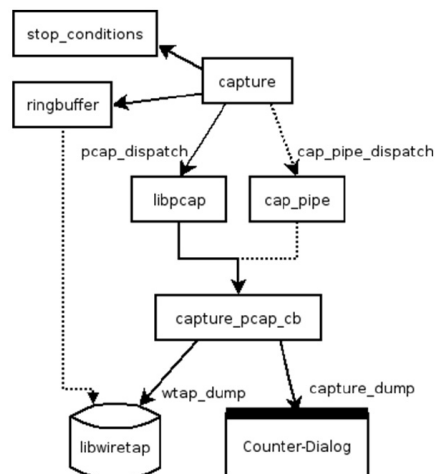 stop_conditions
capture
ringbuffer
pcap_dispatch
cap_pipe_dispatch
libpcap
cap_pipe
capture_pcap_cb
wtap_dump
capture_dump
libwiretap
Counter-Dialog